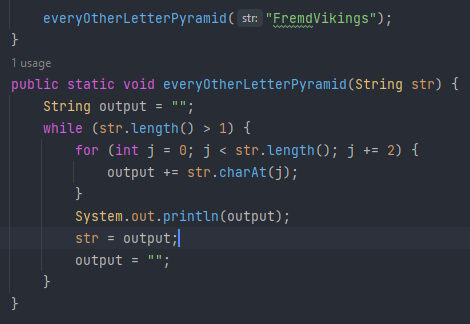 everyOtherLetterPyramid( str: "FremdVikings");
}
1 usage
public static void everyOtherLetterPyramid(String str) {
String output = "";
while (str.length() > 1) {
for (int j = 0; j < str.length(); j += 2) {
output += str.charAt(j);
}
System.out.println(output);
str = output;
output = "";
}
}